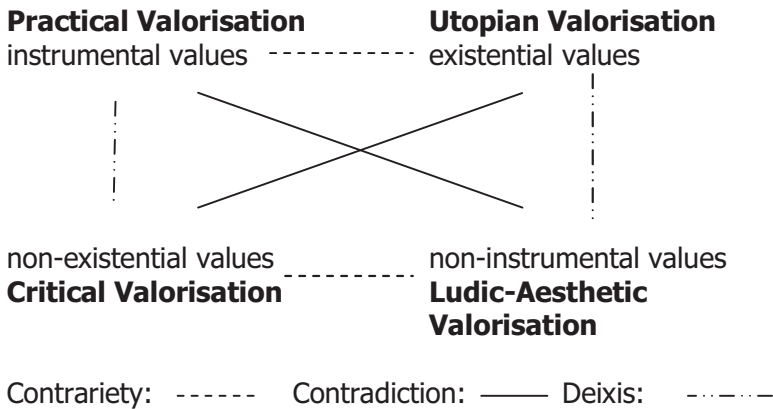 Practical Valorisation Utopian Valorisation
instrumental values existential values
non-existential values non-instrumental values
Critical Valorisation Ludic-Aesthetic
Valorisation
Contrariety: Contradiction: Deixis: